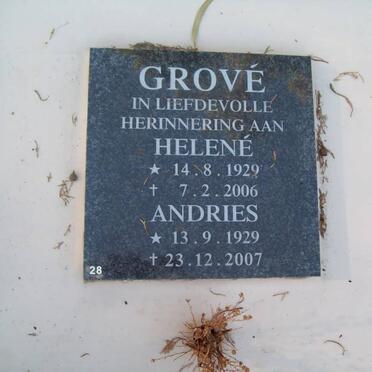 GROVÉ
IN LIEFDEVOLLE
HERINNERING AAN
HELENÉ
★ 14.8.1929
† 7.2.2006
ANDRIES
★ 13.9.1929
† 23.12.2007
28